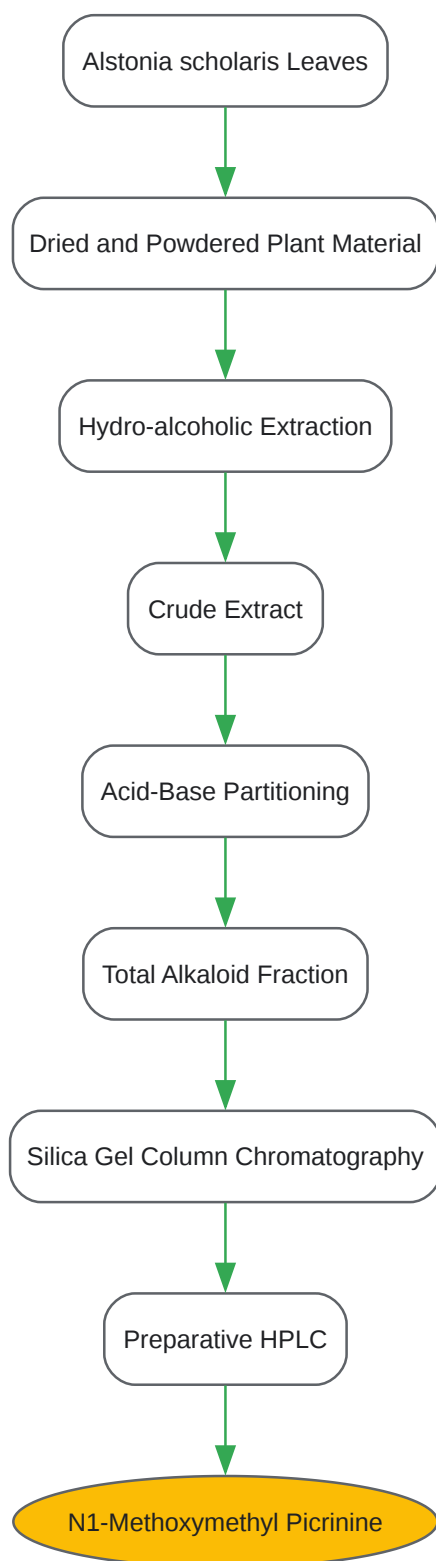 Alstonia scholaris Leaves
Dried and Powdered Plant Material
Hydro-alcoholic Extraction
Crude Extract
Acid-Base Partitioning
Total Alkaloid Fraction
Silica Gel Column Chromatography
Preparative HPLC
N1-Methoxymethyl Picrinine